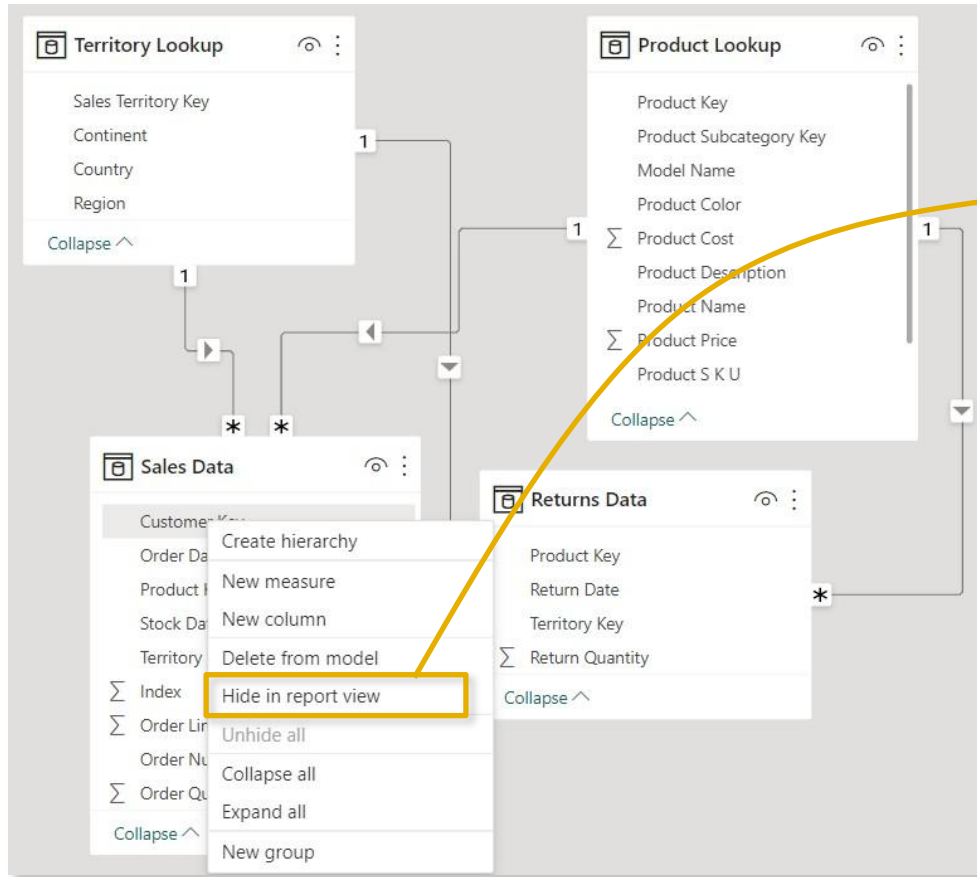 Territory Lookup
Sales Territory Key
Continent
Country
Region
Collapse
1
1
Product Lookup
Product Key
Product Subcategory Key
Model Name
Product Color
Product Cost
Product Description
Product Name
Product Price
Product S K U
Collapse
1
1
*
*
Sales Data
Customer Key
Order Da
Product
Stock Da
Territory
Index
Order Lin
Order Nu
Order Qu
Collapse
Create hierarchy
New measure
New column
Delete from model
Hide in report view
Unhide all
Collapse all
Expand all
New group
Returns Data
Product Key
Return Date
Territory Key
Return Quantity
Collapse
*